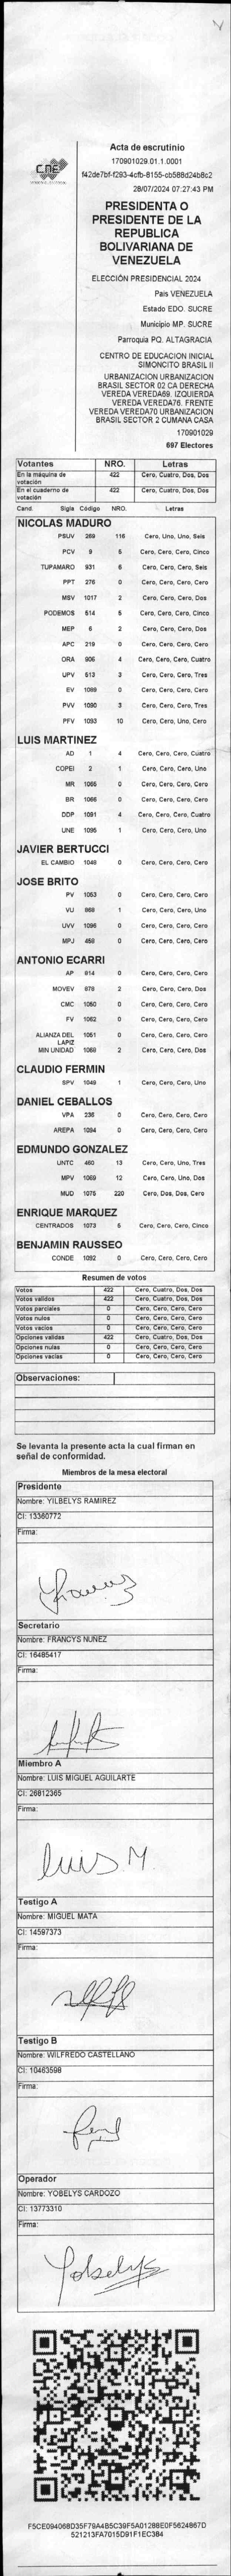 CNE
Acta de escrutinio
170901029.01.1.0001
f42de7bf-f293-4cfb-8155-cb588d24b8c2
28/07/2024 07:27:43 PM
PRESIDENTA O
PRESIDENTE DE LA
REPUBLICA
BOLIVARIANA DE
VENEZUELA
ELECCIÓN PRESIDENCIAL 2024
País VENEZUELA
Estado EDO. SUCRE
Municipio MP. SUCRE
Parroquia PQ. ALTAGRACIA
CENTRO DE EDUCACION INICIAL
SIMONCITO BRASIL II
URBANIZACION URBANIZACION
BRASIL SECTOR 02 CA DERECHA
VEREDA VEREDA69. IZQUIERDA
VEREDA VEREDA76. FRENTE
VEREDA VEREDA70 URBANIZACION
BRASIL SECTOR 2 CUMANA CASA
170901029
697 Electores
Votantes NRO. Letras
En la máquina de votación 422 Cero, Cuatro, Dos, Dos
En el cuaderno de votación 422 Cero, Cuatro, Dos, Dos
Cand. Sigla Código NRO. Letras
NICOLAS MADURO
PSUV 269 116 Cero, Uno, Uno, Seis
PCV 9 5 Cero, Cero, Cero, Cinco
TUPAMARO 931 6 Cero, Cero, Cero, Seis
PPT 276 0 Cero, Cero, Cero, Cero
MSV 1017 2 Cero, Cero, Cero, Dos
PODEMOS 514 5 Cero, Cero, Cero, Cinco
MEP 6 2 Cero, Cero, Cero, Dos
APC 219 0 Cero, Cero, Cero, Cero
ORA 906 4 Cero, Cero, Cero, Cuatro
UPV 513 3 Cero, Cero, Cero, Tres
EV 1089 0 Cero, Cero, Cero, Cero
PVV 1090 3 Cero, Cero, Cero, Tres
PFV 1093 10 Cero, Cero, Uno, Cero
LUIS MARTINEZ
AD 1 4 Cero, Cero, Cero, Cuatro
COPEI 2 1 Cero, Cero, Cero, Uno
MR 1065 0 Cero, Cero, Cero, Cero
BR 1066 0 Cero, Cero, Cero, Cero
DDP 1091 4 Cero, Cero, Cero, Cuatro
UNE 1095 1 Cero, Cero, Cero, Uno
JAVIER BERTUCCI
EL CAMBIO 1048 0 Cero, Cero, Cero, Cero
JOSE BRITO
PV 1053 0 Cero, Cero, Cero, Cero
VU 868 1 Cero, Cero, Cero, Uno
UVV 1096 0 Cero, Cero, Cero, Cero
MPJ 458 0 Cero, Cero, Cero, Cero
ANTONIO ECARRI
AP 814 0 Cero, Cero, Cero, Cero
MOVEV 878 2 Cero, Cero, Cero, Dos
CMC 1050 0 Cero, Cero, Cero, Cero
FV 1062 0 Cero, Cero, Cero, Cero
ALIANZA DEL LAPIZ 1051 0 Cero, Cero, Cero, Cero
MIN UNIDAD 1068 2 Cero, Cero, Cero, Dos
CLAUDIO FERMIN
SPV 1049 1 Cero, Cero, Cero, Uno
DANIEL CEBALLOS
VPA 236 0 Cero, Cero, Cero, Cero
AREPA 1094 0 Cero, Cero, Cero, Cero
EDMUNDO GONZALEZ
UNTC 460 13 Cero, Cero, Uno, Tres
MPV 1069 12 Cero, Cero, Uno, Dos
MUD 1075 220 Cero, Dos, Dos, Cero
ENRIQUE MARQUEZ
CENTRADOS 1073 5 Cero, Cero, Cero, Cinco
BENJAMIN RAUSSEO
CONDE 1092 0 Cero, Cero, Cero, Cero
Resumen de votos
Votos 422 Cero, Cuatro, Dos, Dos
Votos validos 422 Cero, Cuatro, Dos, Dos
Votos parciales 0 Cero, Cero, Cero, Cero
Votos nulos 0 Cero, Cero, Cero, Cero
Votos vacios 0 Cero, Cero, Cero, Cero
Opciones validas 422 Cero, Cuatro, Dos, Dos
Opciones nulas 0 Cero, Cero, Cero, Cero
Opciones vacias 0 Cero, Cero, Cero, Cero
Observaciones:
Se levanta la presente acta la cual firman en
señal de conformidad.
Miembros de la mesa electoral
Presidente
Nombre: YILBELYS RAMIREZ
CI: 13360772
Firma:
Secretario
Nombre: FRANCYS NUNEZ
CI: 16485417
Firma:
Miembro A
Nombre: LUIS MIGUEL AGUILARTE
CI: 26812365
Firma:
luis M.
Testigo A
Nombre: MIGUEL MATA
CI: 14597373
Firma:
Testigo B
Nombre: WILFREDO CASTELLANO
CI: 10463598
Firma:
Operador
Nombre: YOBELYS CARDOZO
CI: 13773310
Firma:
Yobelys
F5CE094068D35F79A4B5C39F5A01288E0F5624867D
521213FA7015D91F1EC384